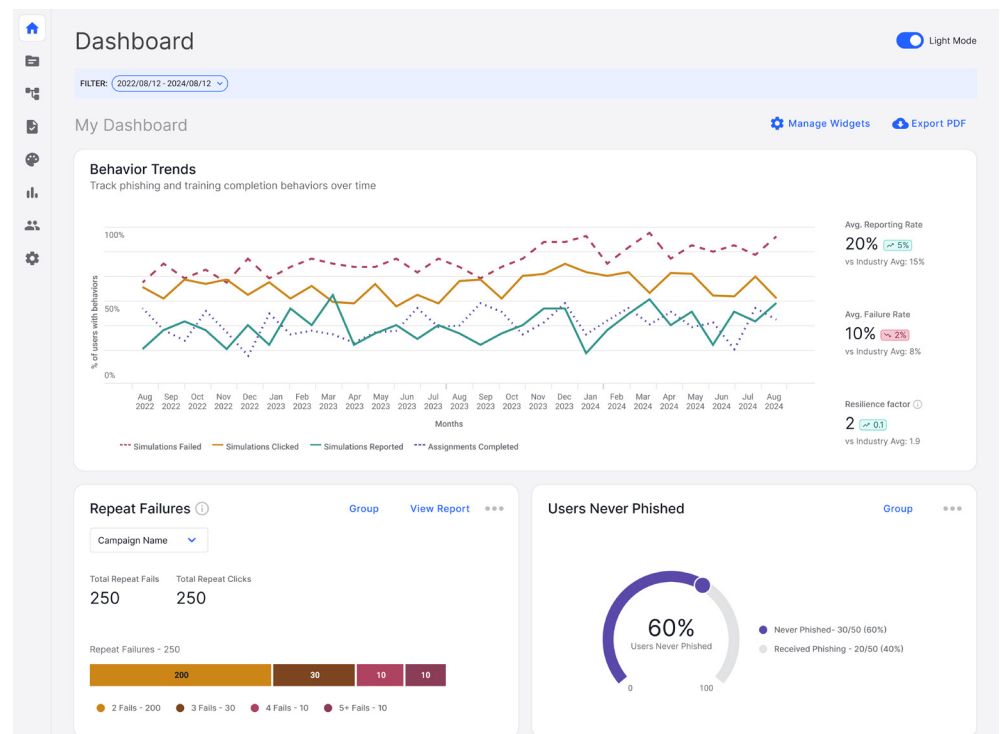 Dashboard
Light Mode
FILTER: 2022/08/12 - 2024/08/12
My Dashboard
Manage Widgets
Export PDF
Behavior Trends
Track phishing and training completion behaviors over time
100%
50%
0%
% of users with behaviors
Aug Sep Oct Nov Dec Jan Feb Mar Apr May Jun Jul Aug Sep Oct Nov Dec Jan Feb Mar Apr May Jun Jul Aug
2022 2022 2022 2022 2022 2023 2023 2023 2023 2023 2023 2023 2023 2023 2023 2023 2023 2024 2024 2024 2024 2024 2024 2024 2024
Months
Simulations Failed Simulations Clicked Simulations Reported Assignments Completed
Avg. Reporting Rate
20% 5%
vs Industry Avg: 15%
Avg. Failure Rate
10% 2%
vs Industry Avg: 8%
Resilience factor
2 0.1
vs Industry Avg: 1.9
Repeat Failures
Group
View Report
Campaign Name
Total Repeat Fails Total Repeat Clicks
250 250
Repeat Failures - 250
200 30 10 10
2 Fails - 200 3 Fails - 30 4 Fails - 10 5+ Fails - 10
Users Never Phished
Group
60%
Users Never Phished
0 100
Never Phished- 30/50 (60%)
Received Phishing - 20/50 (40%)